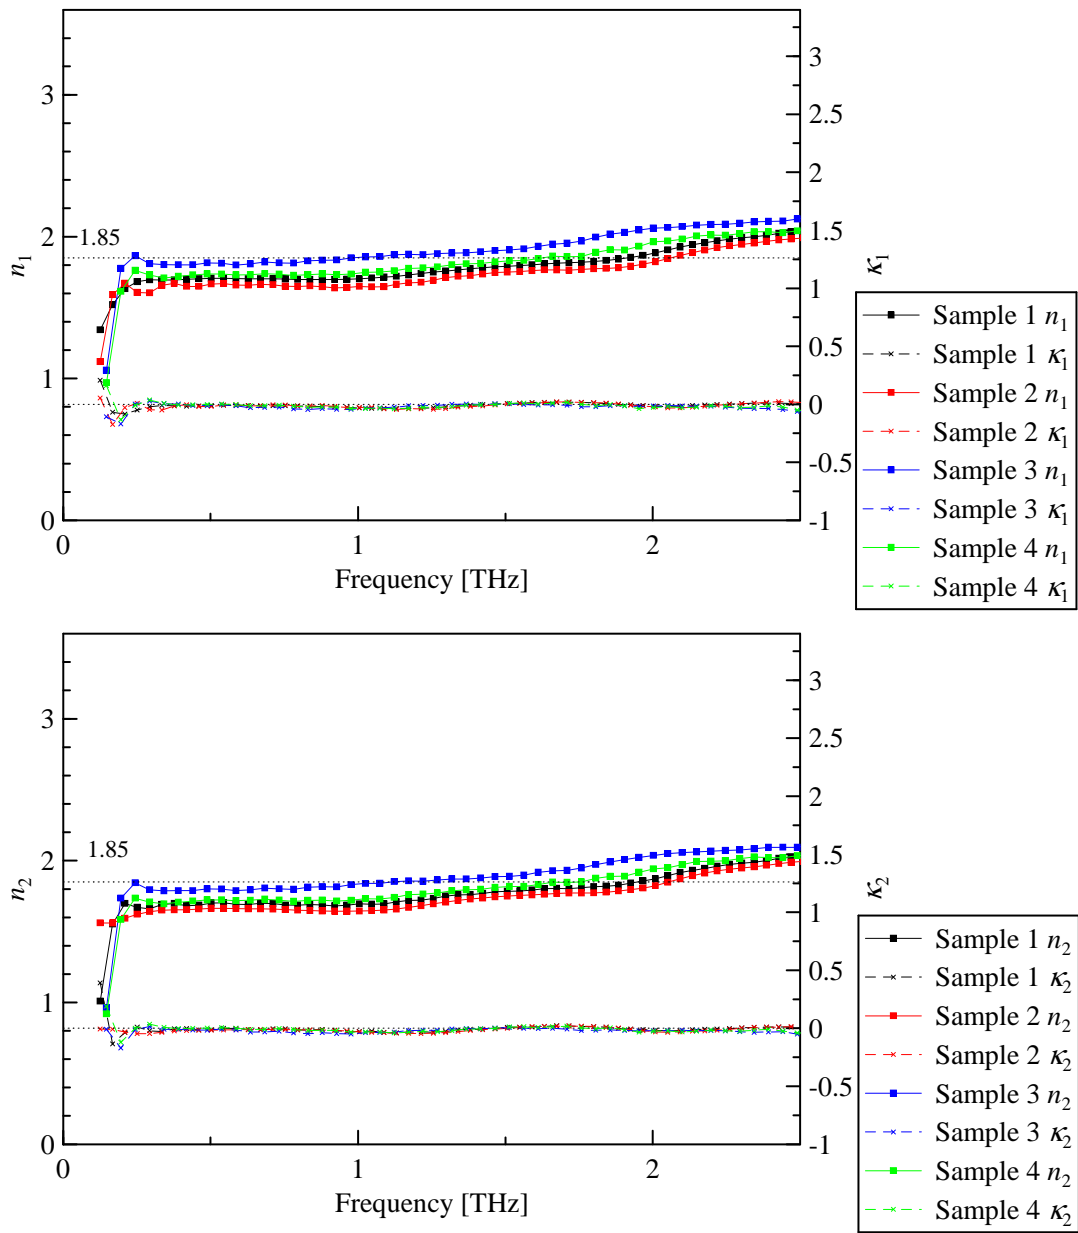 3
2
1
0
n₁
1.85
3
2.5
2
1.5
1
0.5
0
-0.5
-1
κ₁
0
1
2
Frequency [THz]
Sample 1 n₁
Sample 1 κ₁
Sample 2 n₁
Sample 2 κ₁
Sample 3 n₁
Sample 3 κ₁
Sample 4 n₁
Sample 4 κ₁
3
2
1
0
n₂
1.85
3
2.5
2
1.5
1
0.5
0
-0.5
-1
κ₂
0
1
2
Frequency [THz]
Sample 1 n₂
Sample 1 κ₂
Sample 2 n₂
Sample 2 κ₂
Sample 3 n₂
Sample 3 κ₂
Sample 4 n₂
Sample 4 κ₂